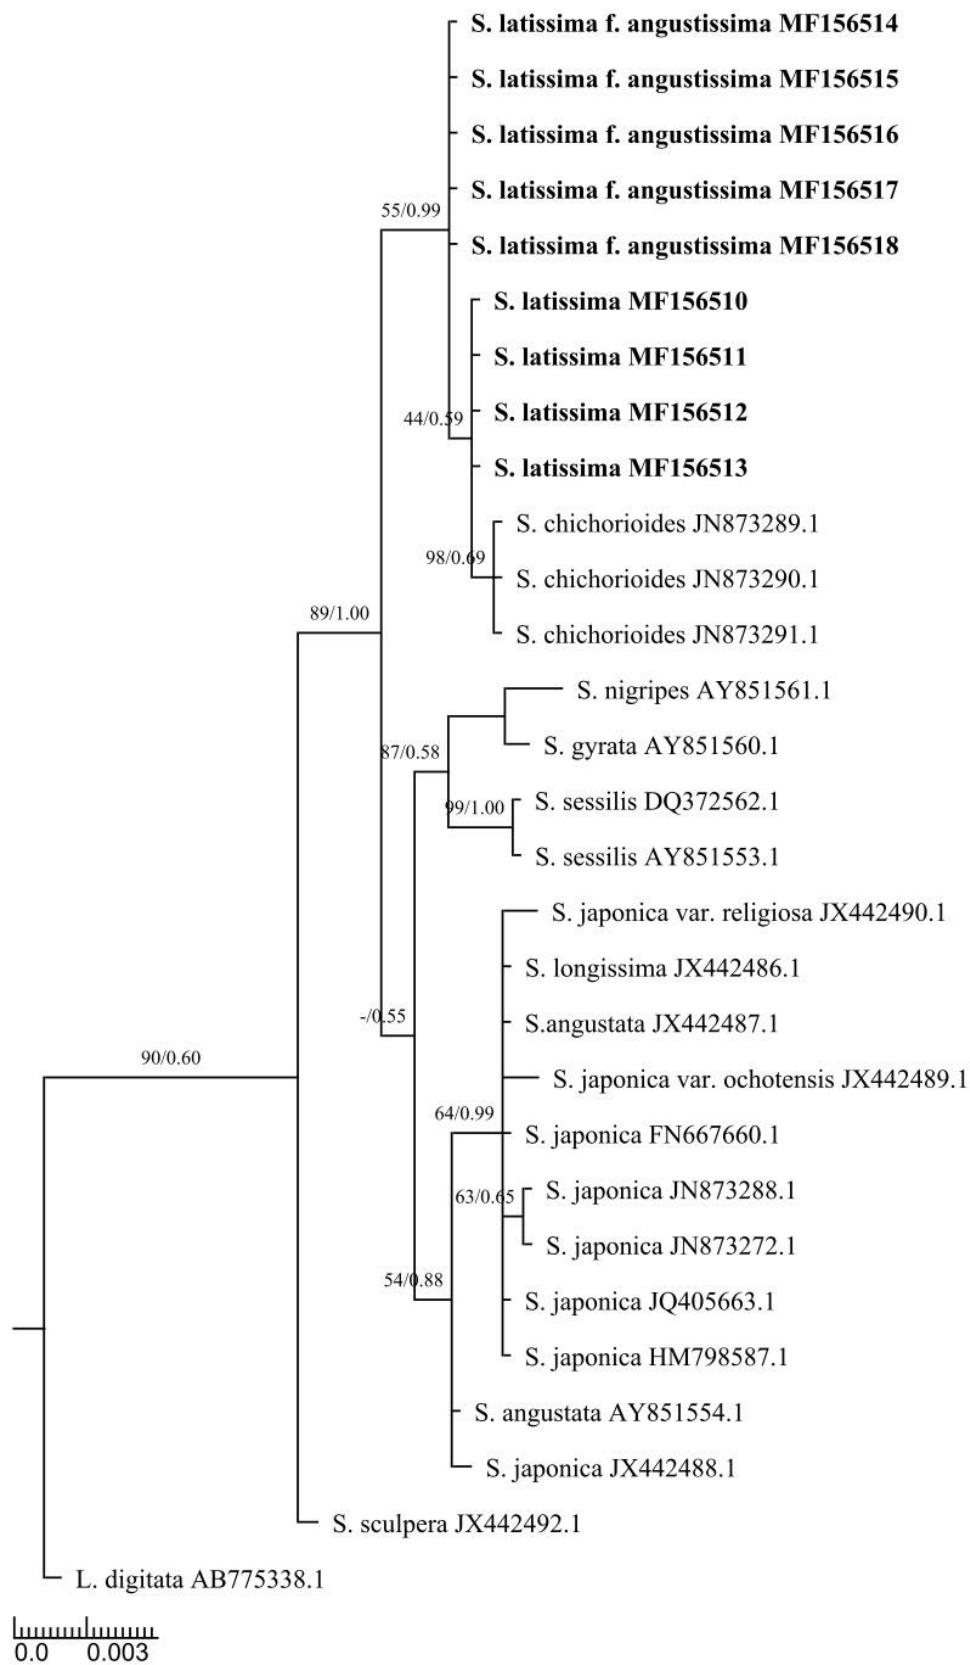 S. latissima f. angustissima MF156514
S. latissima f. angustissima MF156515
S. latissima f. angustissima MF156516
S. latissima f. angustissima MF156517
55/0.99
S. latissima f. angustissima MF156518
S. latissima MF156510
S. latissima MF156511
S. latissima MF156512
44/0.59
S. latissima MF156513
S. chichorioides JN873289.1
98/0.69
S. chichorioides JN873290.1
89/1.00
S. chichorioides JN873291.1
S. nigripes AY851561.1
S. gyrata AY851560.1
87/0.58
S. sessilis DQ372562.1
99/1.00
S. sessilis AY851553.1
S. japonica var. religiosa JX442490.1
S. longissima JX442486.1
-/0.55
S.angustata JX442487.1
90/0.60
S. japonica var. ochotensis JX442489.1
64/0.99
S. japonica FN667660.1
63/0.65
S. japonica JN873288.1
S. japonica JN873272.1
54/0.88
S. japonica JQ405663.1
S. japonica HM798587.1
S. angustata AY851554.1
S. japonica JX442488.1
S. sculpera JX442492.1
L. digitata AB775338.1
0.0 0.003